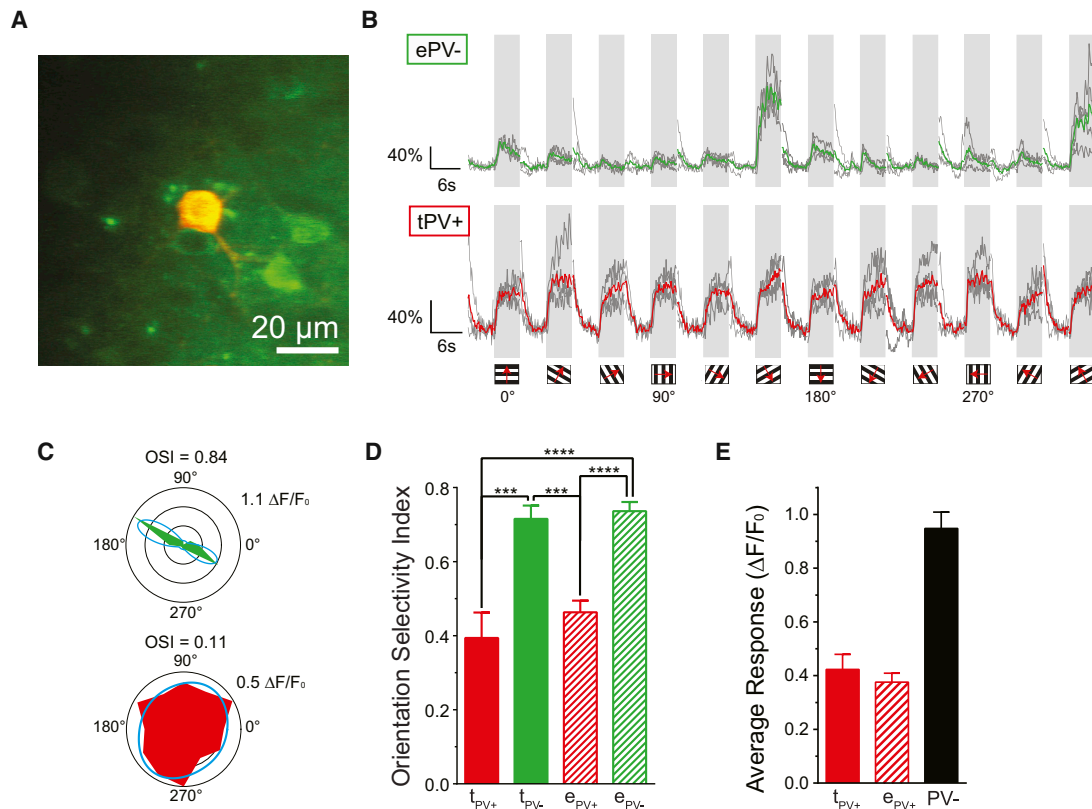 A
20 µm
B
ePV-
40%
6s
tPV+
40%
6s
0°
90°
180°
270°
C
OSI = 0.84
90°
1.1 ΔF/F₀
180°
0°
270°
OSI = 0.11
90°
0.5 ΔF/F₀
180°
0°
270°
D
Orientation Selectivity Index
0.8
0.6
0.4
0.2
0.0
****
***
***
****
tPV+
tPV-
ePV+
ePV-
E
Average Response (ΔF/F₀)
1.0
0.8
0.6
0.4
0.2
0.0
tPV+
ePV+
PV-